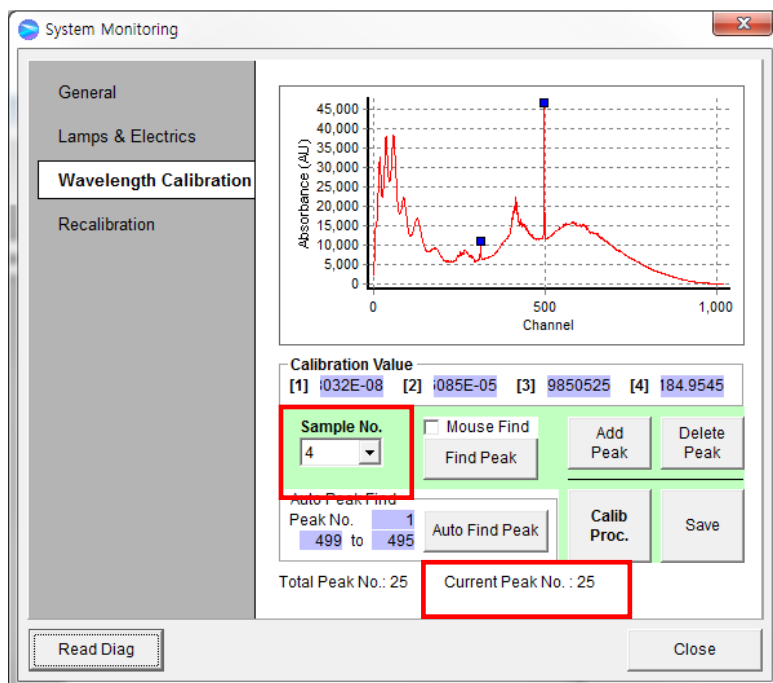 System Monitoring
General
Lamps & Electrics
Wavelength Calibration
Recalibration
Absorbance (AU)
45,000
40,000
35,000
30,000
25,000
20,000
15,000
10,000
5,000
0
0 500 1,000
Channel
Calibration Value
[1] 032E-08 [2] 085E-05 [3] 9850525 [4] 184.9545
Sample No.
4
Mouse Find
Find Peak
Add Peak
Delete Peak
Auto Peak Find
Peak No. 1
499 to 495
Auto Find Peak
Calib Proc.
Save
Total Peak No.: 25 Current Peak No. : 25
Read Diag
Close